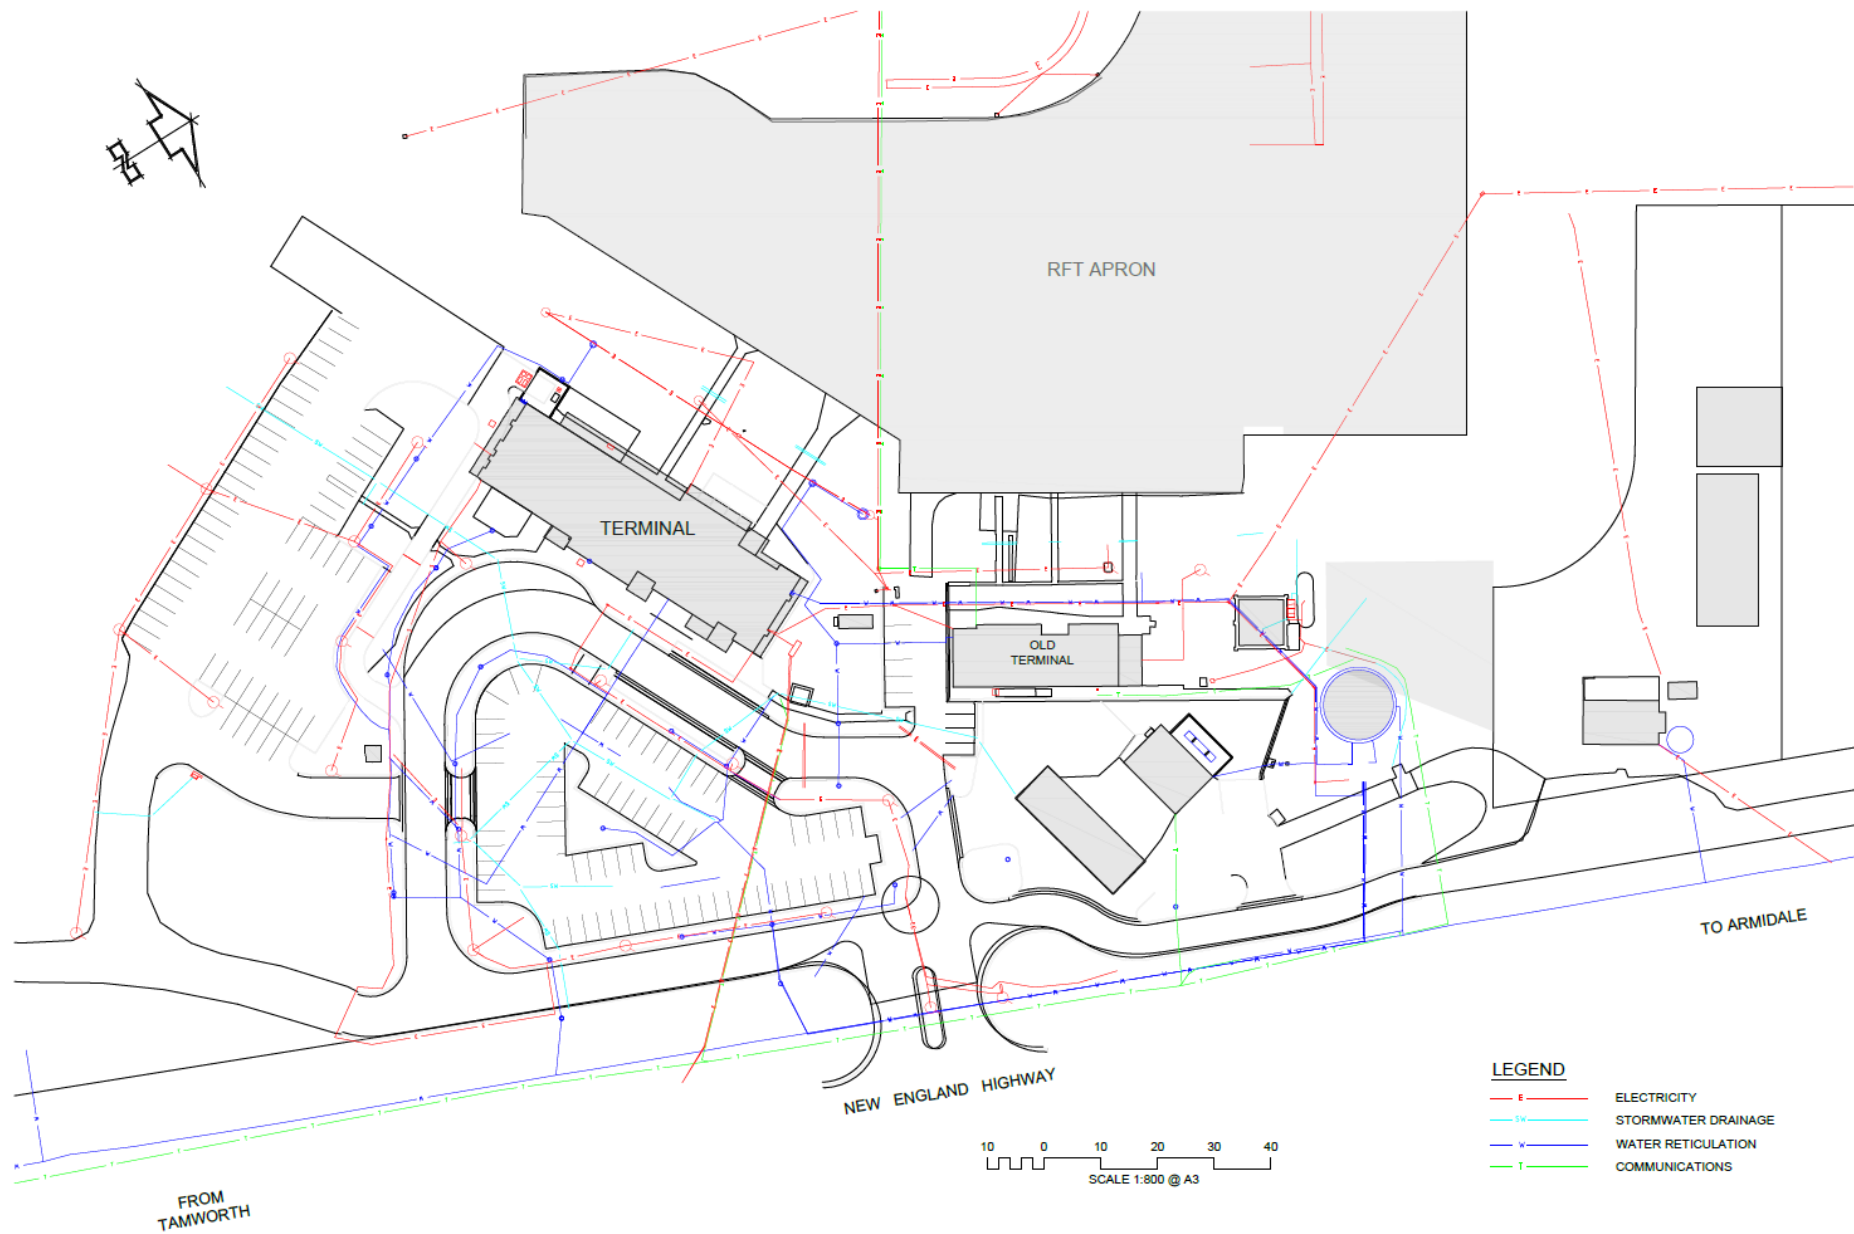 N
RFT APRON
TERMINAL
OLD
TERMINAL
TO ARMIDALE
NEW ENGLAND HIGHWAY
FROM
TAMWORTH
10 0 10 20 30 40
SCALE 1:800 @ A3
LEGEND
E ELECTRICITY
SW STORMWATER DRAINAGE
W WATER RETICULATION
T COMMUNICATIONS